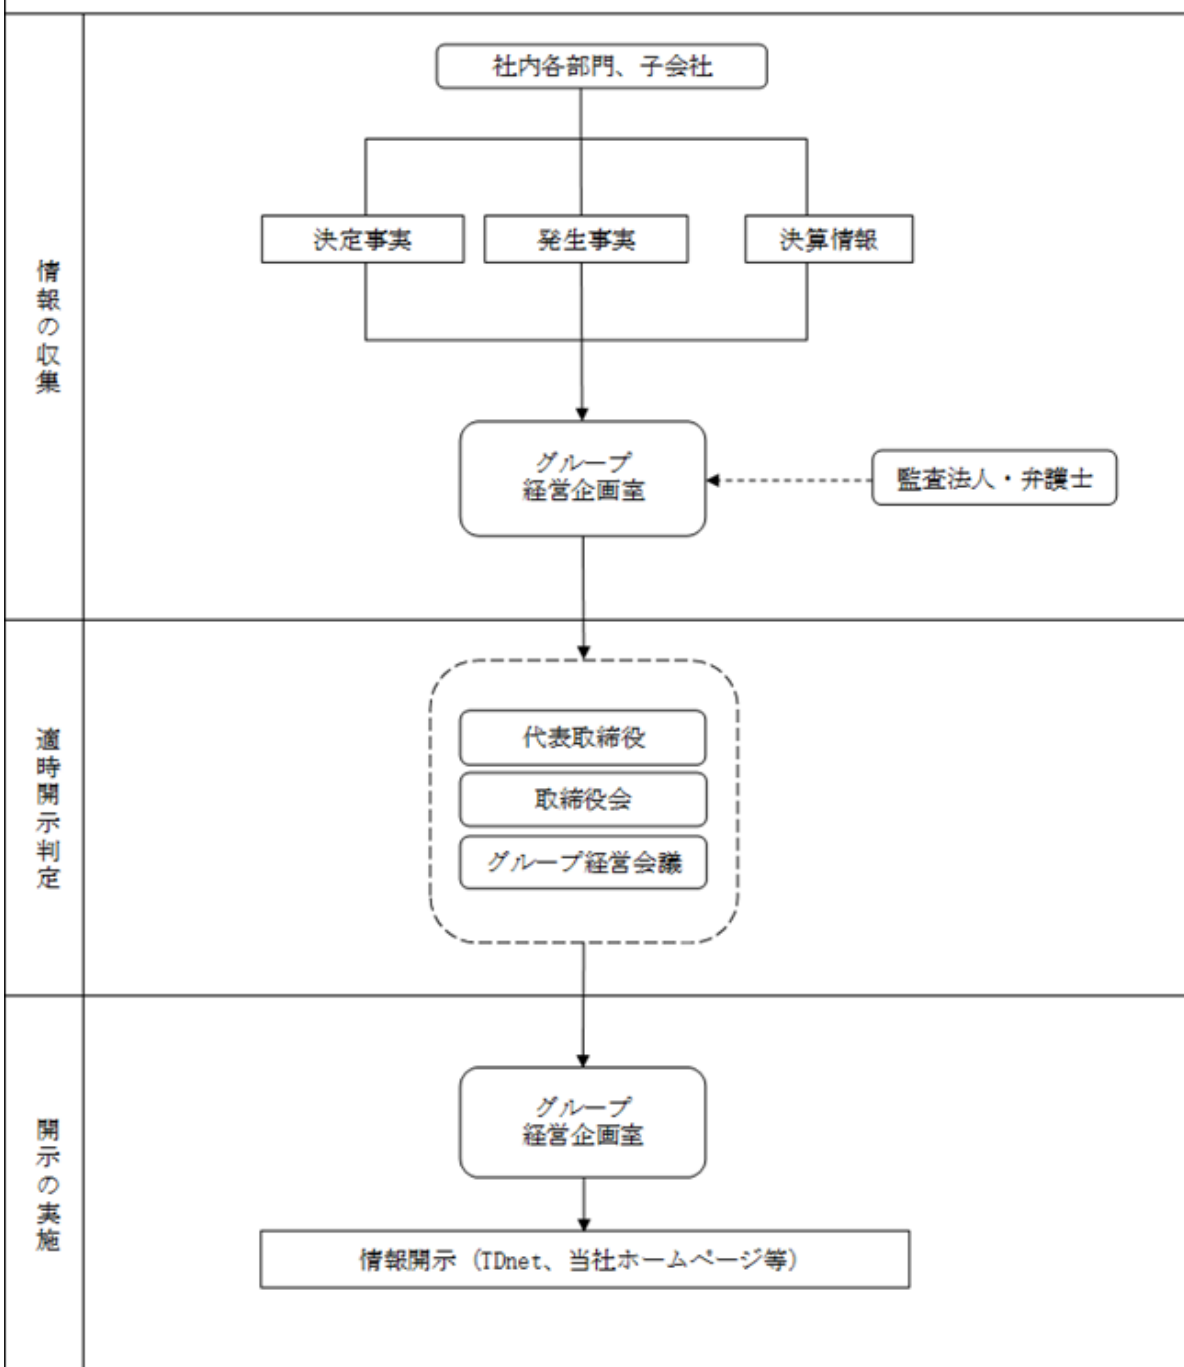 情報の収集
社内各部門、子会社
決定事実
発生事実
決算情報
グループ
経営企画室
監査法人・弁護士
適時開示判定
代表取締役
取締役会
グループ経営会議
開示の実施
グループ
経営企画室
情報開示（TDnet、当社ホームページ等）